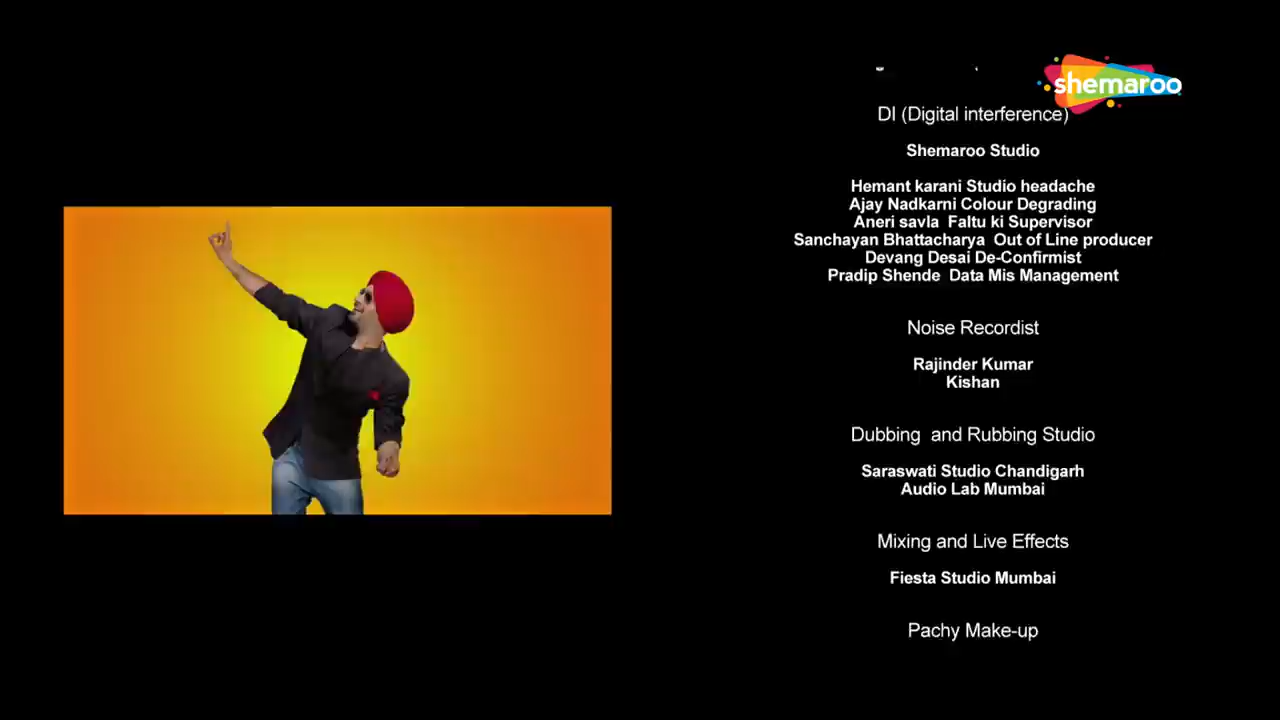 shemaroo
DI (Digital interference)
Shemaroo Studio
Hemant karani Studio headache
Ajay Nadkarni Colour Degrading
Aneri savla  Faltu ki Supervisor
Sanchayan Bhattacharya  Out of Line producer
Devang Desai De-Confirmist
Pradip Shende  Data Mis Management
Noise Recordist
Rajinder Kumar
Kishan
Dubbing  and Rubbing Studio
Saraswati Studio Chandigarh
Audio Lab Mumbai
Mixing and Live Effects
Fiesta Studio Mumbai
Pachy Make-up